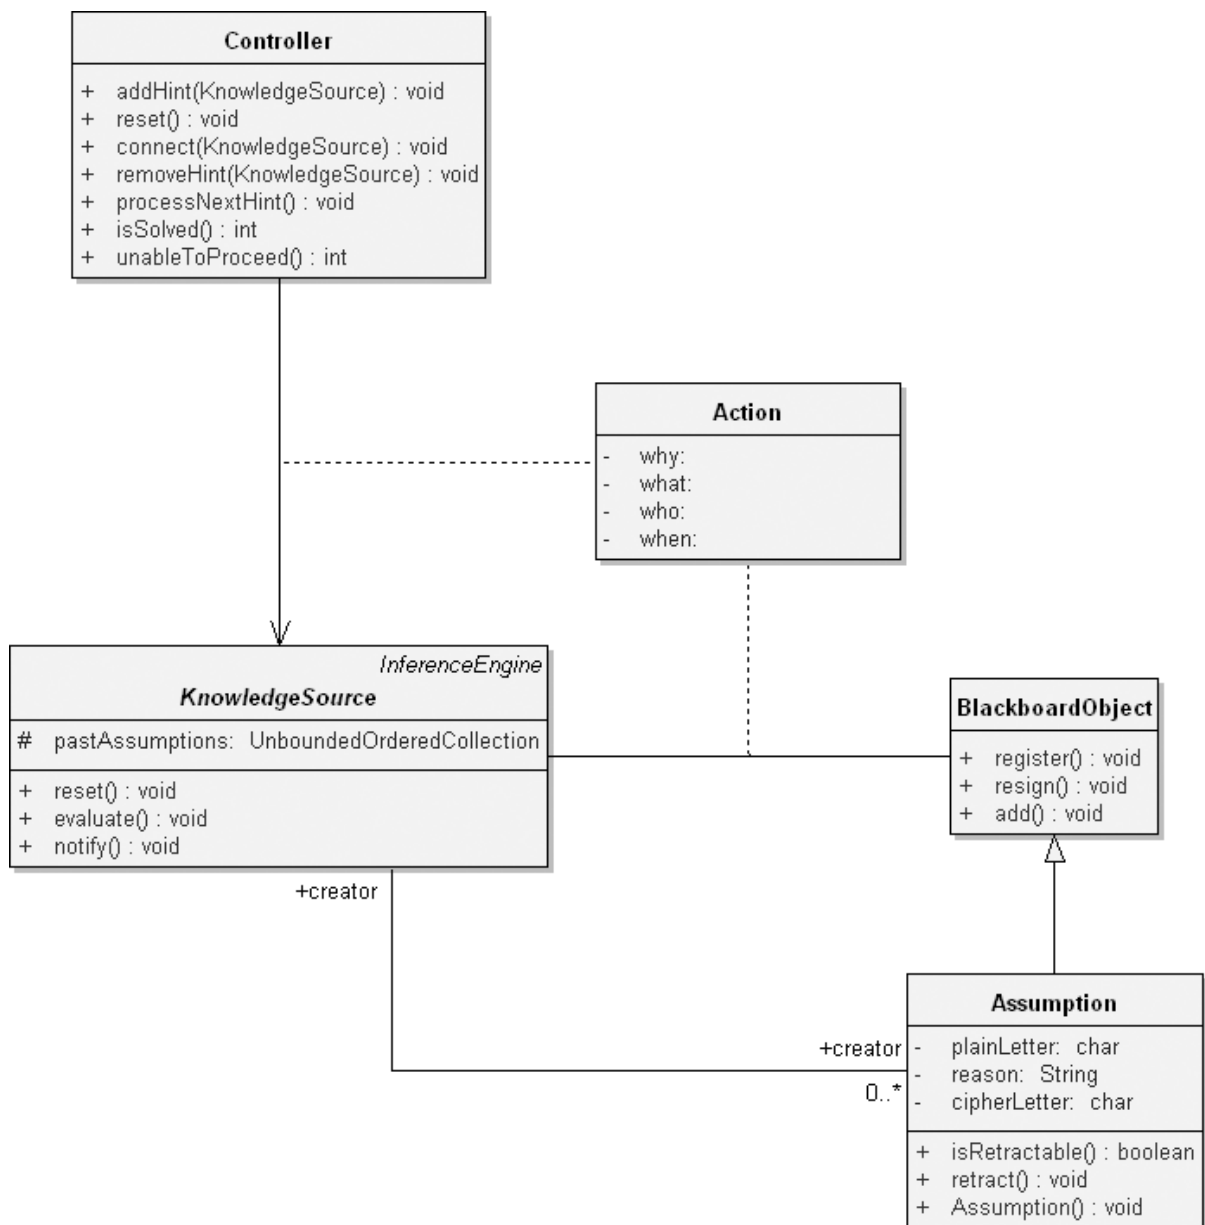 Controller
+ addHint(KnowledgeSource) : void
+ reset() : void
+ connect(KnowledgeSource) : void
+ removeHint(KnowledgeSource) : void
+ processNextHint() : void
+ isSolved() : int
+ unableToProceed() : int
Action
- why:
- what:
- who:
- when:
InferenceEngine
KnowledgeSource
# pastAssumptions: UnboundedOrderedCollection
+ reset() : void
+ evaluate() : void
+ notify() : void
BlackboardObject
+ register() : void
+ resign() : void
+ add() : void
+creator
+creator
0..*
Assumption
- plainLetter: char
- reason: String
- cipherLetter: char
+ isRetractable() : boolean
+ retract() : void
+ Assumption() : void